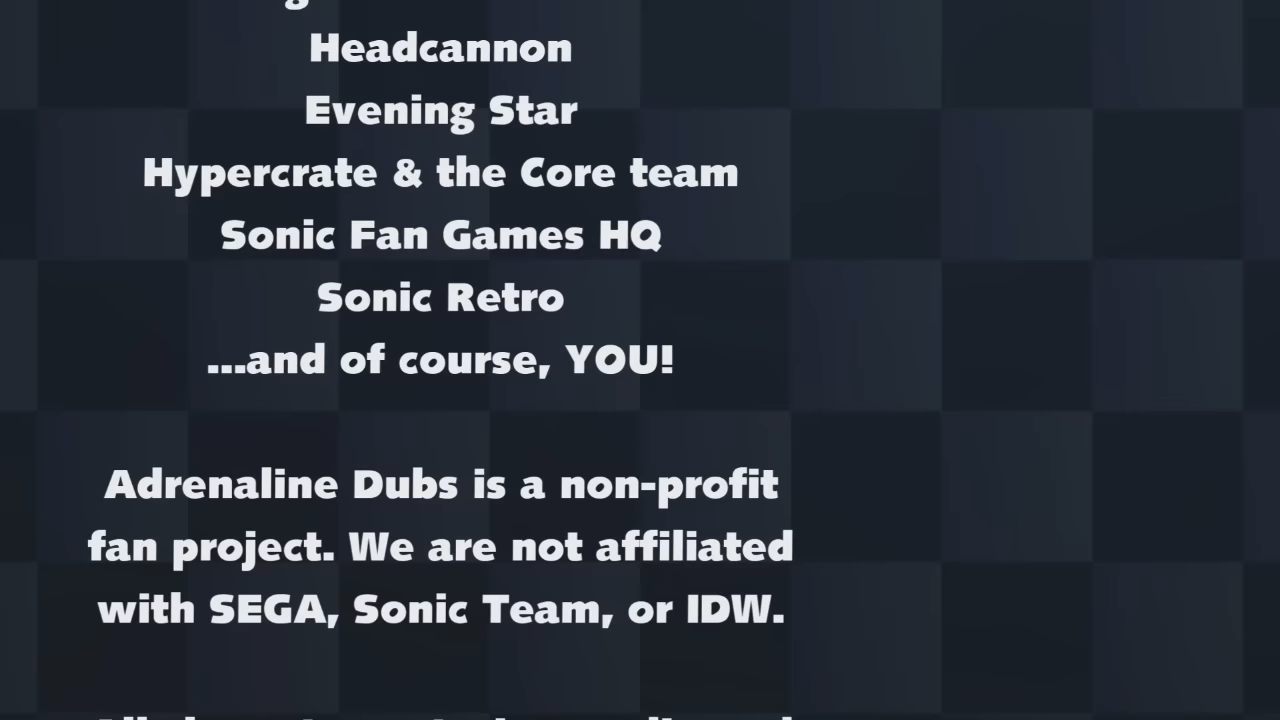 Headcannon
Evening Star
Hypercrate & the Core team
Sonic Fan Games HQ
Sonic Retro
...and of course, YOU!
Adrenaline Dubs is a non-profit
fan project. We are not affiliated
with SEGA, Sonic Team, or IDW.